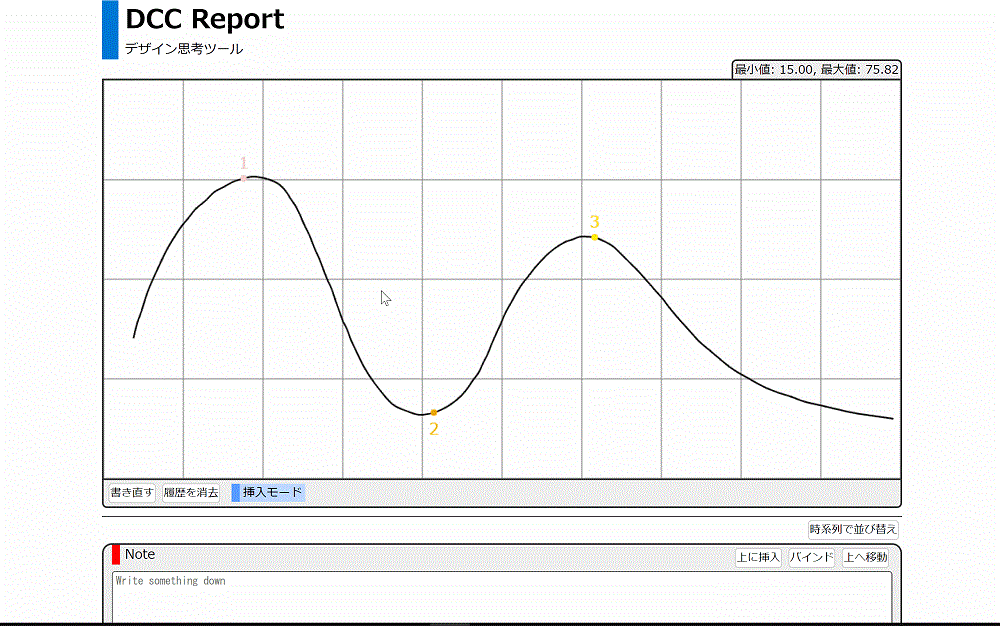 DCC Report
デザイン思考ツール
最小値: 15.00, 最大値: 75.82
1
3
2
書き直す 履歴を消去 挿入モード
時系列で並び替え
Note 上に挿入 バインド 上へ移動
Write something down